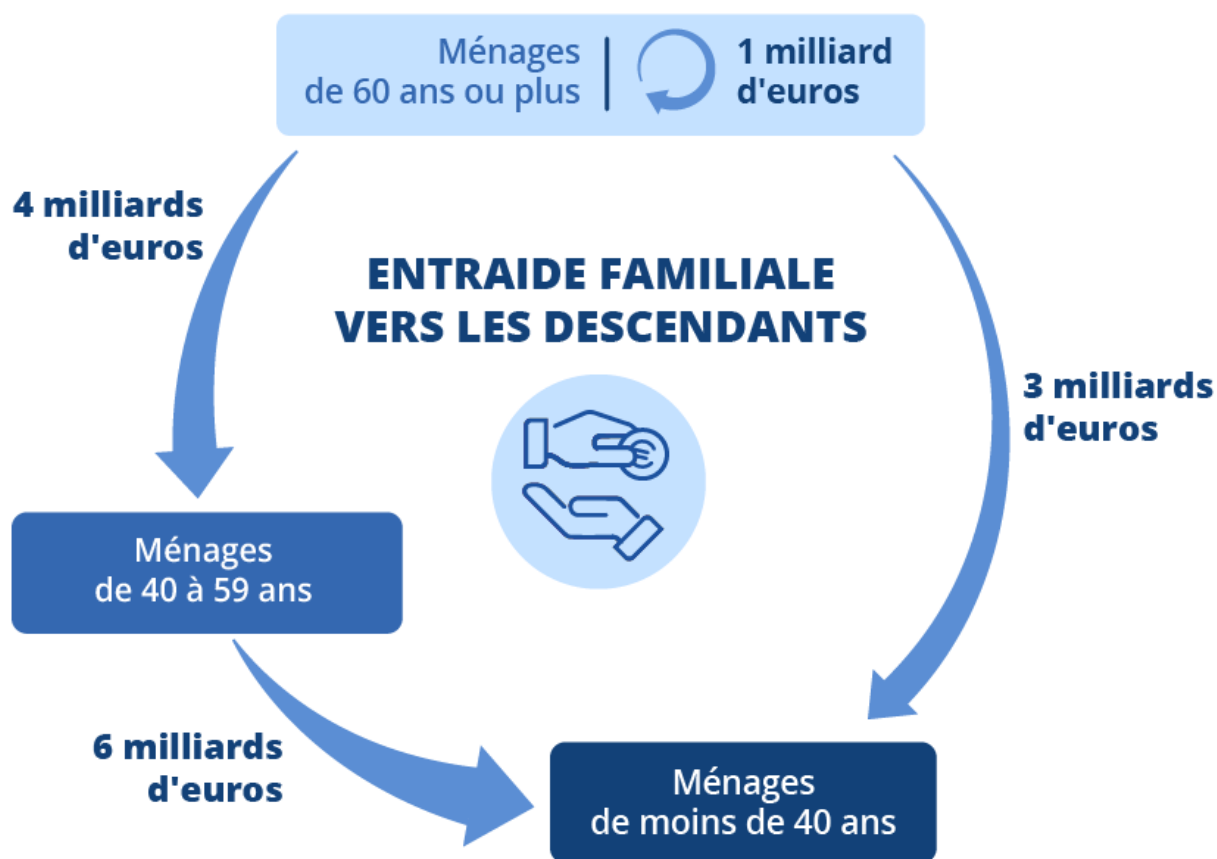 Ménages
de 60 ans ou plus
1 milliard
d'euros
4 milliards
d'euros
ENTRAIDE FAMILIALE
VERS LES DESCENDANTS
3 milliards
d'euros
Ménages
de 40 à 59 ans
6 milliards
d'euros
Ménages
de moins de 40 ans